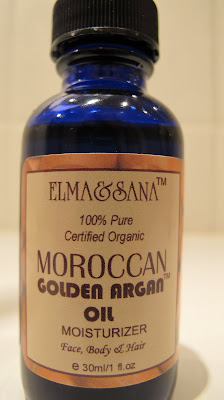 ELMA&SANA™
100% Pure
Certified Organic
MOROCCAN
GOLDEN ARGAN™
OIL
MOISTURIZER
Face, Body & Hair
℮ 30ml/1 fl.oz